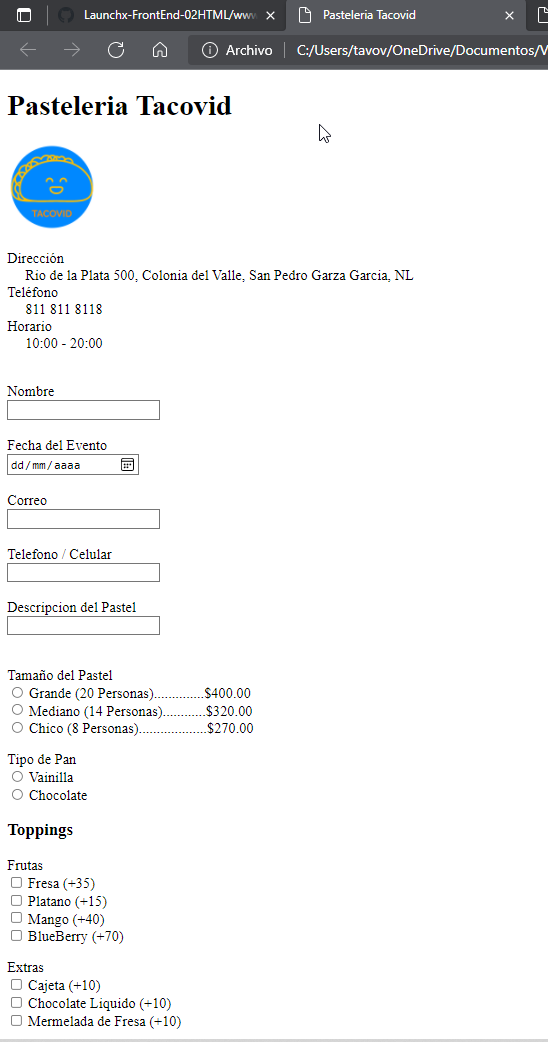 Launchx-FrontEnd-02HTML/www
Pasteleria Tacovid
Archivo
C:/Users/tavov/OneDrive/Documentos/V
Pasteleria Tacovid
TACOVID
Dirección
Rio de la Plata 500, Colonia del Valle, San Pedro Garza García, NL
Teléfono
811 811 8118
Horario
10:00 - 20:00
Nombre
Fecha del Evento
dd/mm/aaaa
Correo
Telefono / Celular
Descripcion del Pastel
Tamaño del Pastel
Grande (20 Personas)..............$400.00
Mediano (14 Personas)............$320.00
Chico (8 Personas)...................$270.00
Tipo de Pan
Vainilla
Chocolate
Toppings
Frutas
Fresa (+35)
Platano (+15)
Mango (+40)
BlueBerry (+70)
Extras
Cajeta (+10)
Chocolate Liquido (+10)
Mermelada de Fresa (+10)